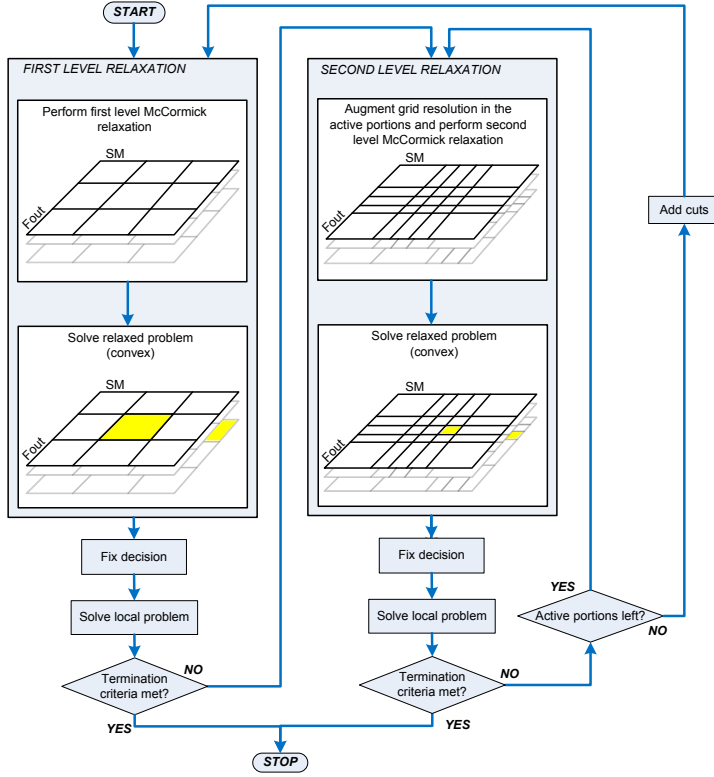 START
FIRST LEVEL RELAXATION
Perform first level McCormick
relaxation
SM
Fout
Solve relaxed problem
(convex)
SM
Fout
Fix decision
Solve local problem
Termination
criteria met?
NO
YES
SECOND LEVEL RELAXATION
Augment grid resolution in the
active portions and perform second
level McCormick relaxation
SM
Fout
Solve relaxed problem
(convex)
SM
Fout
Fix decision
Solve local problem
Termination
criteria met?
NO
YES
Active portions left?
YES
NO
Add cuts
STOP